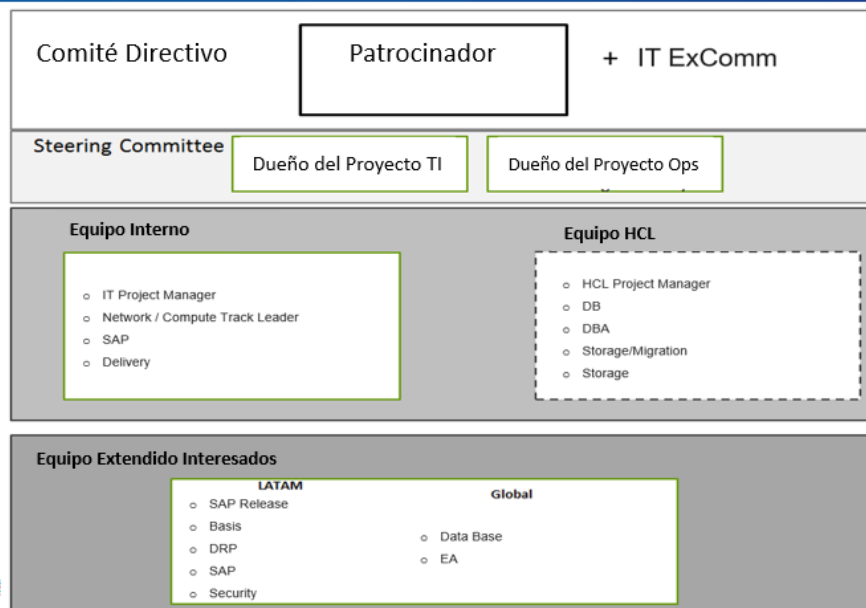 Comité Directivo
Patrocinador
+ IT ExComm
Steering Committee
Dueño del Proyecto TI
Dueño del Proyecto Ops
Equipo Interno
o IT Project Manager
o Network / Compute Track Leader
o SAP
o Delivery
Equipo HCL
o HCL Project Manager
o DB
o DBA
o Storage/Migration
o Storage
Equipo Extendido Interesados
LATAM
o SAP Release
o Basis
o DRP
o SAP
o Security
Global
o Data Base
o EA